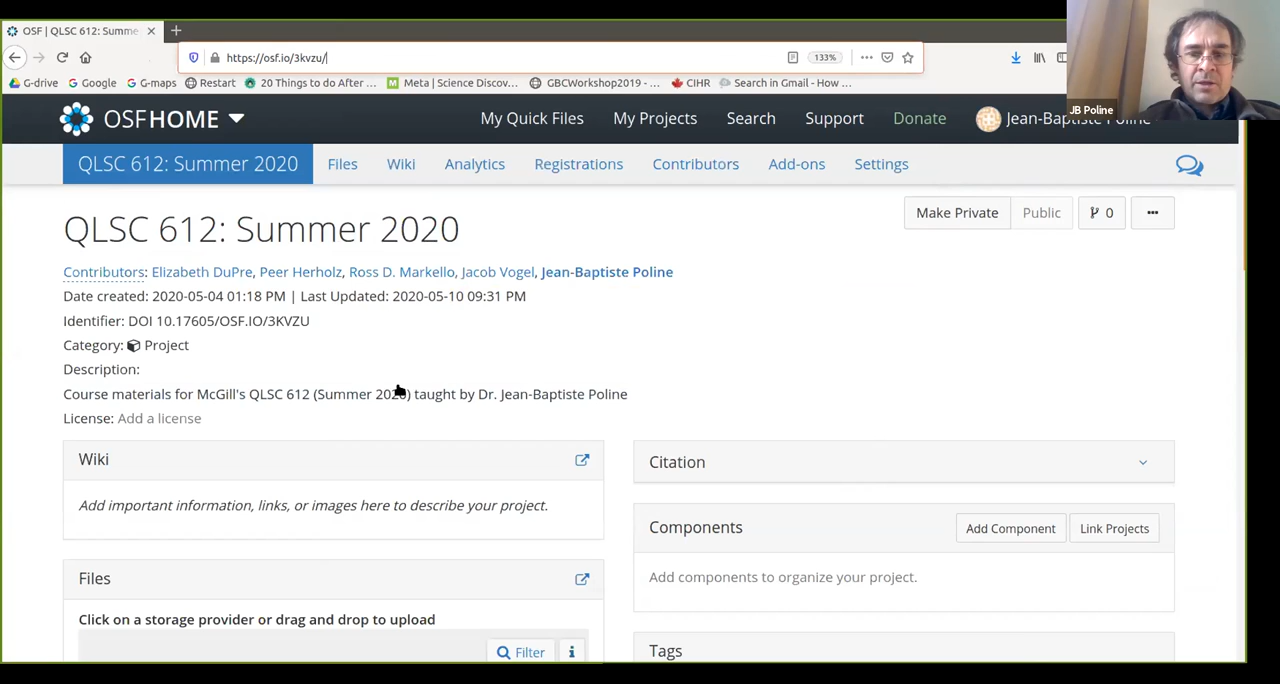 OSF | QLSC 612: Summe
https://osf.io/3kvzu/
133%
G-drive Google G-maps Restart 20 Things to do After ... Meta | Science Discov... GBCWorkshop2019 - ... CIHR Search in Gmail - How ...
JB Poline
OSFHOME My Quick Files My Projects Search Support Donate Jean-Baptiste Poline
QLSC 612: Summer 2020 Files Wiki Analytics Registrations Contributors Add-ons Settings
QLSC 612: Summer 2020
Make Private Public 0
Contributors: Elizabeth DuPre, Peer Herholz, Ross D. Markello, Jacob Vogel, Jean-Baptiste Poline
Date created: 2020-05-04 01:18 PM | Last Updated: 2020-05-10 09:31 PM
Identifier: DOI 10.17605/OSF.IO/3KVZU
Category: Project
Description:
Course materials for McGill's QLSC 612 (Summer 2020) taught by Dr. Jean-Baptiste Poline
License: Add a license
Wiki
Add important information, links, or images here to describe your project.
Files
Click on a storage provider or drag and drop to upload
Filter
Citation
Components Add Component Link Projects
Add components to organize your project.
Tags